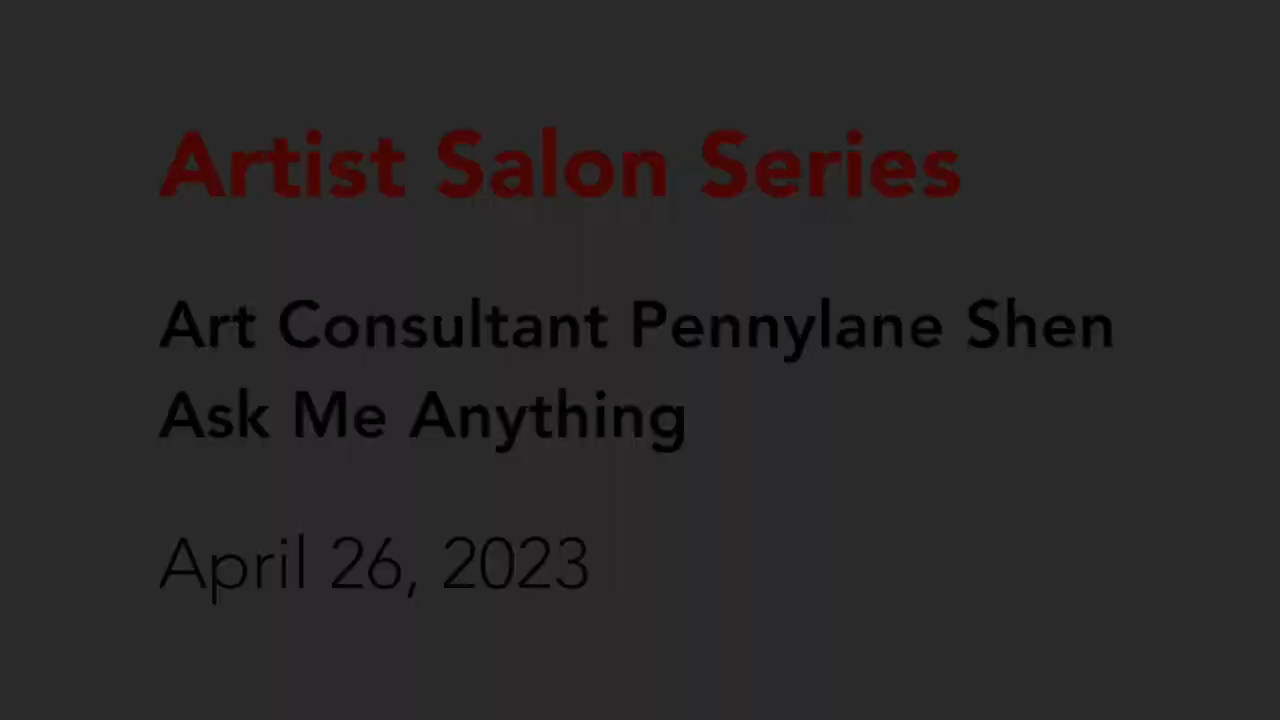 Artist Salon Series
Art Consultant Pennylane Shen
Ask Me Anything
April 26, 2023